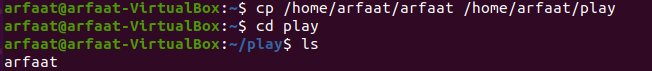 arfaat@arfaat-VirtualBox:~$ cp /home/arfaat/arfaat /home/arfaat/play
arfaat@arfaat-VirtualBox:~$ cd play
arfaat@arfaat-VirtualBox:~/play$ ls
arfaat